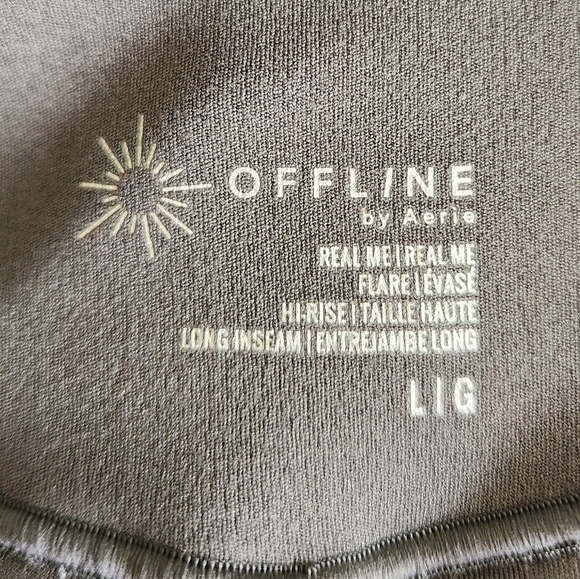 OFFLINE
by Aerie
REAL ME | REAL ME
FLARE | ÉVASÉ
HI-RISE | TAILLE HAUTE
LONG INSEAM | ENTREJAMBE LONG
L | G